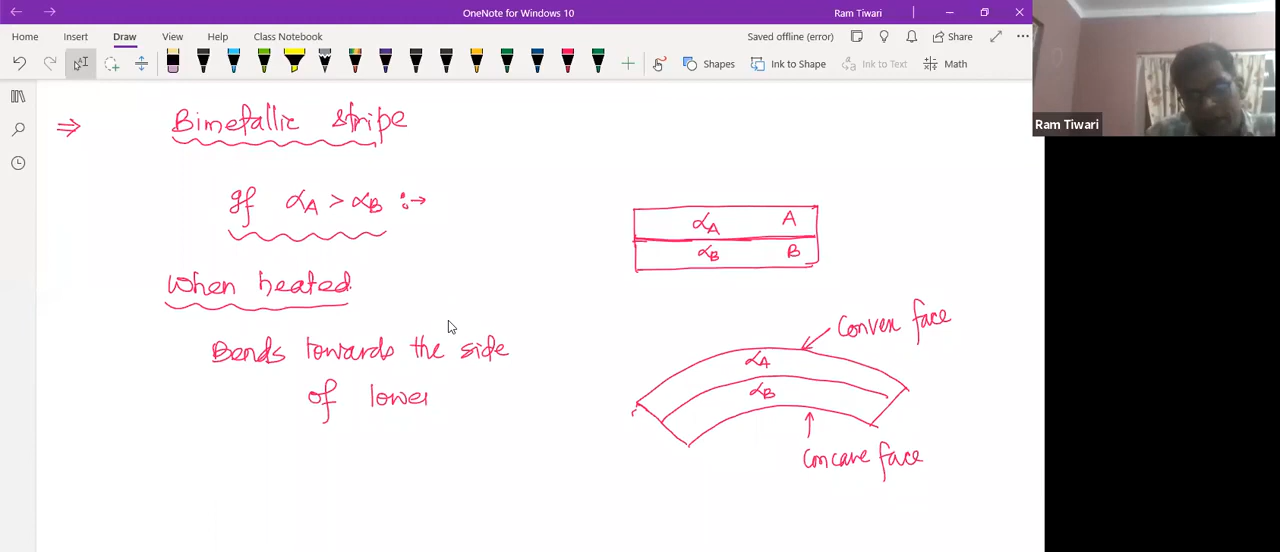 OneNote for Windows 10
Ram Tiwari
Home Insert Draw View Help Class Notebook
Saved offline (error) Share
Shapes Ink to Shape Ink to Text Math
Ram Tiwari
⇒ Bimetallic stripe
If αA > αB :→
αA A
αB B
When heated
Bends towards the side
of lower
Convex face
αA
αB
Concave face